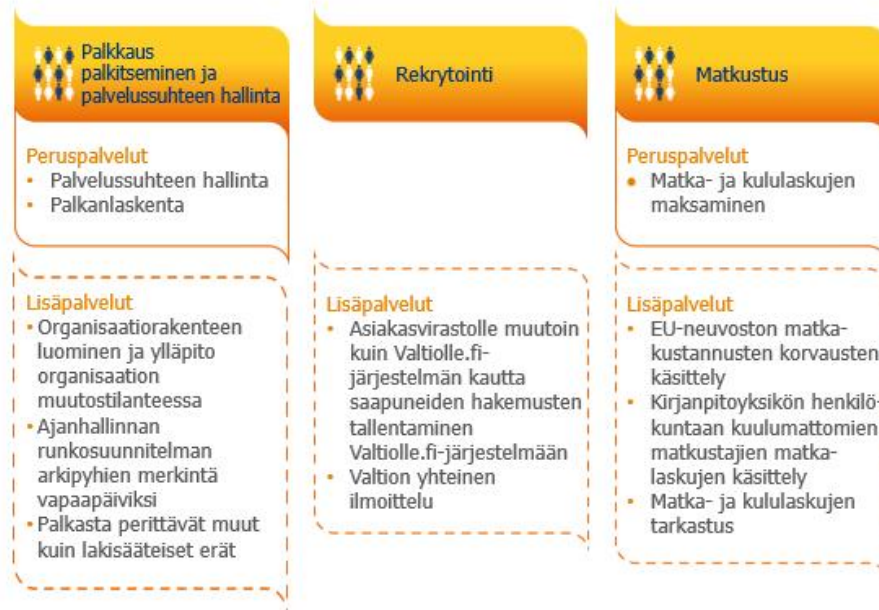 Palkkaus
palkitseminen ja
palvelussuhteen hallinta
Peruspalvelut
• Palvelussuhteen hallinta
• Palkanlaskenta
Lisäpalvelut
• Organisaatiorakenteen
luominen ja ylläpito
organisaation
muutostilanteessa
• Ajanhallinnan
runkosuunnitelman
arkipyhien merkintä
vapaapäiviksi
• Palkasta perittävät muut
kuin lakisääteiset erät
Rekrytointi
Lisäpalvelut
• Asiakasvirastolle muutoin
kuin Valtiolle.fi-
järjestelmän kautta
saapuneiden hakemusten
tallentaminen
Valtiolle.fi-järjestelmään
• Valtion yhteinen
ilmoittelu
Matkustus
Peruspalvelut
• Matka- ja kululaskujen
maksaminen
Lisäpalvelut
• EU-neuvoston matka-
kustannusten korvausten
käsittely
• Kirjanpitoyksikön henkilö-
kuntaan kuulumattomien
matkustajien matka-
laskujen käsittely
• Matka- ja kululaskujen
tarkastus